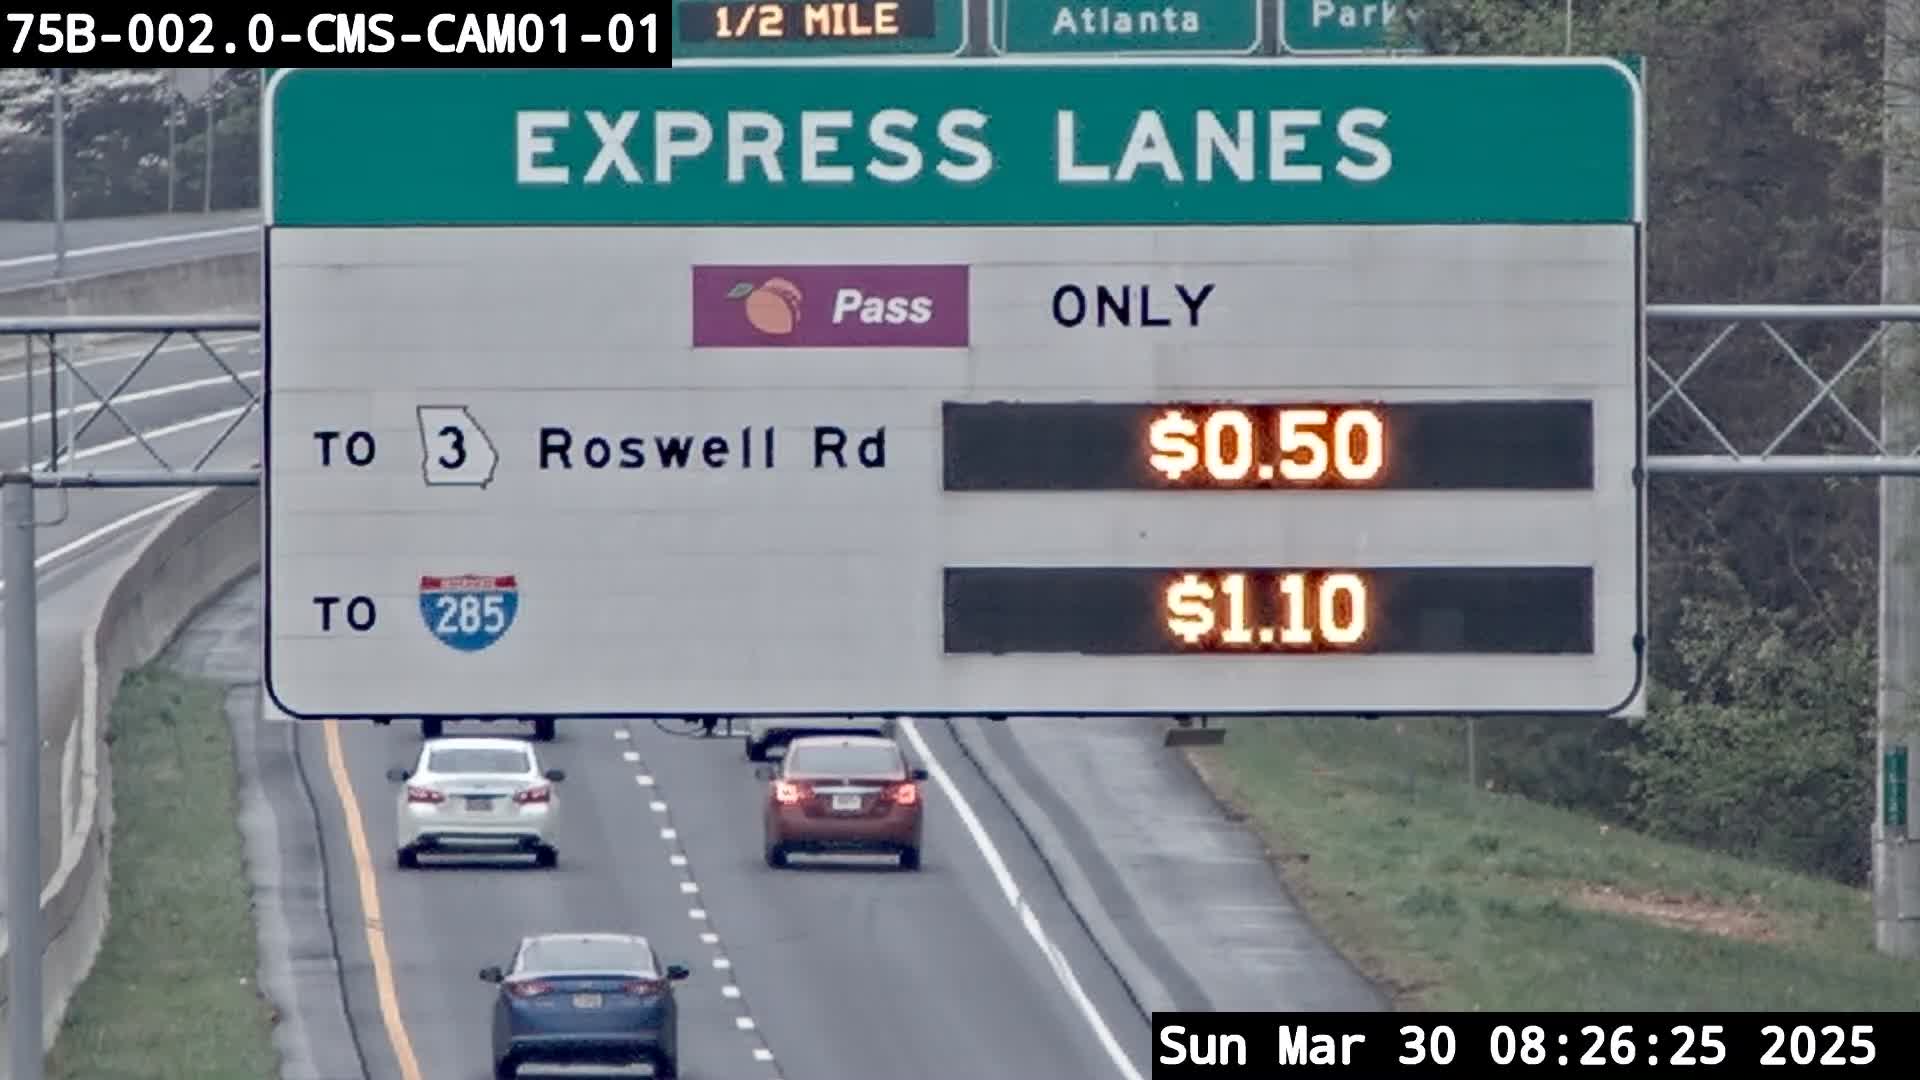 75B-002.0-CMS-CAM01-01
1/2 MILE
Atlanta
EXPRESS LANES
Pass ONLY
TO 3 Roswell Rd $0.50
TO 285 $1.10
Sun Mar 30 08:26:25 2025